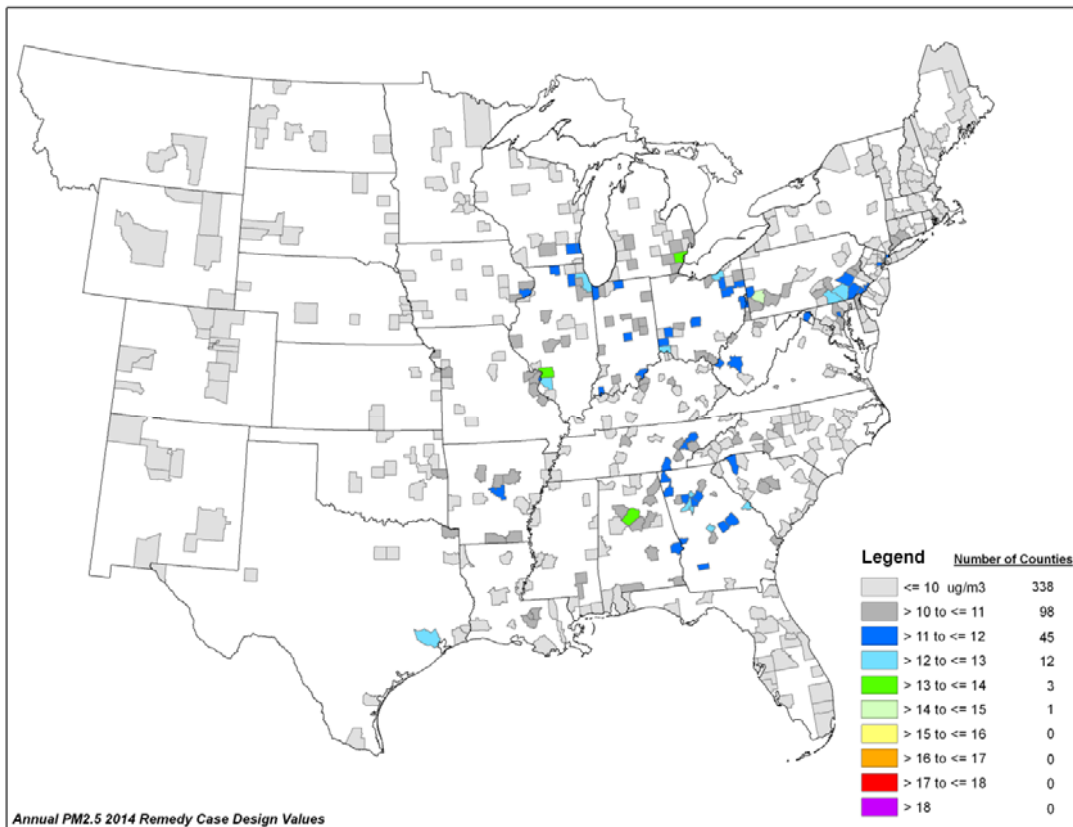 Legend Number of Counties
<= 10 ug/m3 338
> 10 to <= 11 98
> 11 to <= 12 45
> 12 to <= 13 12
> 13 to <= 14 3
> 14 to <= 15 1
> 15 to <= 16 0
> 16 to <= 17 0
> 17 to <= 18 0
> 18 0
Annual PM2.5 2014 Remedy Case Design Values